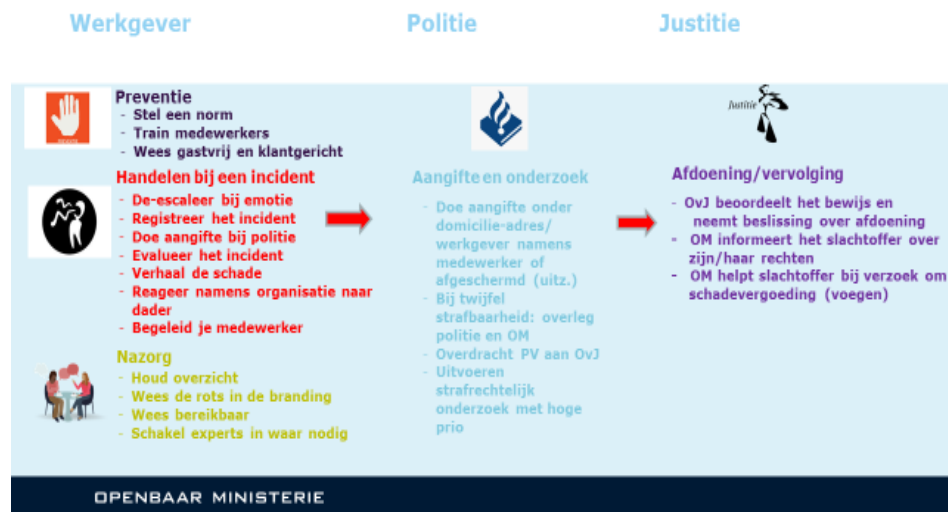 Werkgever
Politie
Justitie
Preventie
- Stel een norm
- Train medewerkers
- Wees gastvrij en klantgericht
Handelen bij een incident
- De-escaleer bij emotie
- Registreer het incident
- Doe aangifte bij politie
- Evalueer het incident
- Verhaal de schade
- Reageer namens organisatie naar
dader
- Begeleid je medewerker
Nazorg
- Houd overzicht
- Wees de rots in de branding
- Wees bereikbaar
- Schakel experts in waar nodig
Aangifte en onderzoek
- Doe aangifte onder
domicilie-adres/
werkgever namens
medewerker of
afgeschermd (uitz.)
- Bij twijfel
strafbaarheid: overleg
politie en OM
- Overdracht PV aan OvJ
- Uitvoeren
strafrechtelijk
onderzoek met hoge
prio
Justitie
Afdoening/vervolging
- OvJ beoordeelt het bewijs en
neemt beslissing over afdoening
- OM informeert het slachtoffer over
zijn/haar rechten
- OM helpt slachtoffer bij verzoek om
schadevergoeding (voegen)
OPENBAAR MINISTERIE